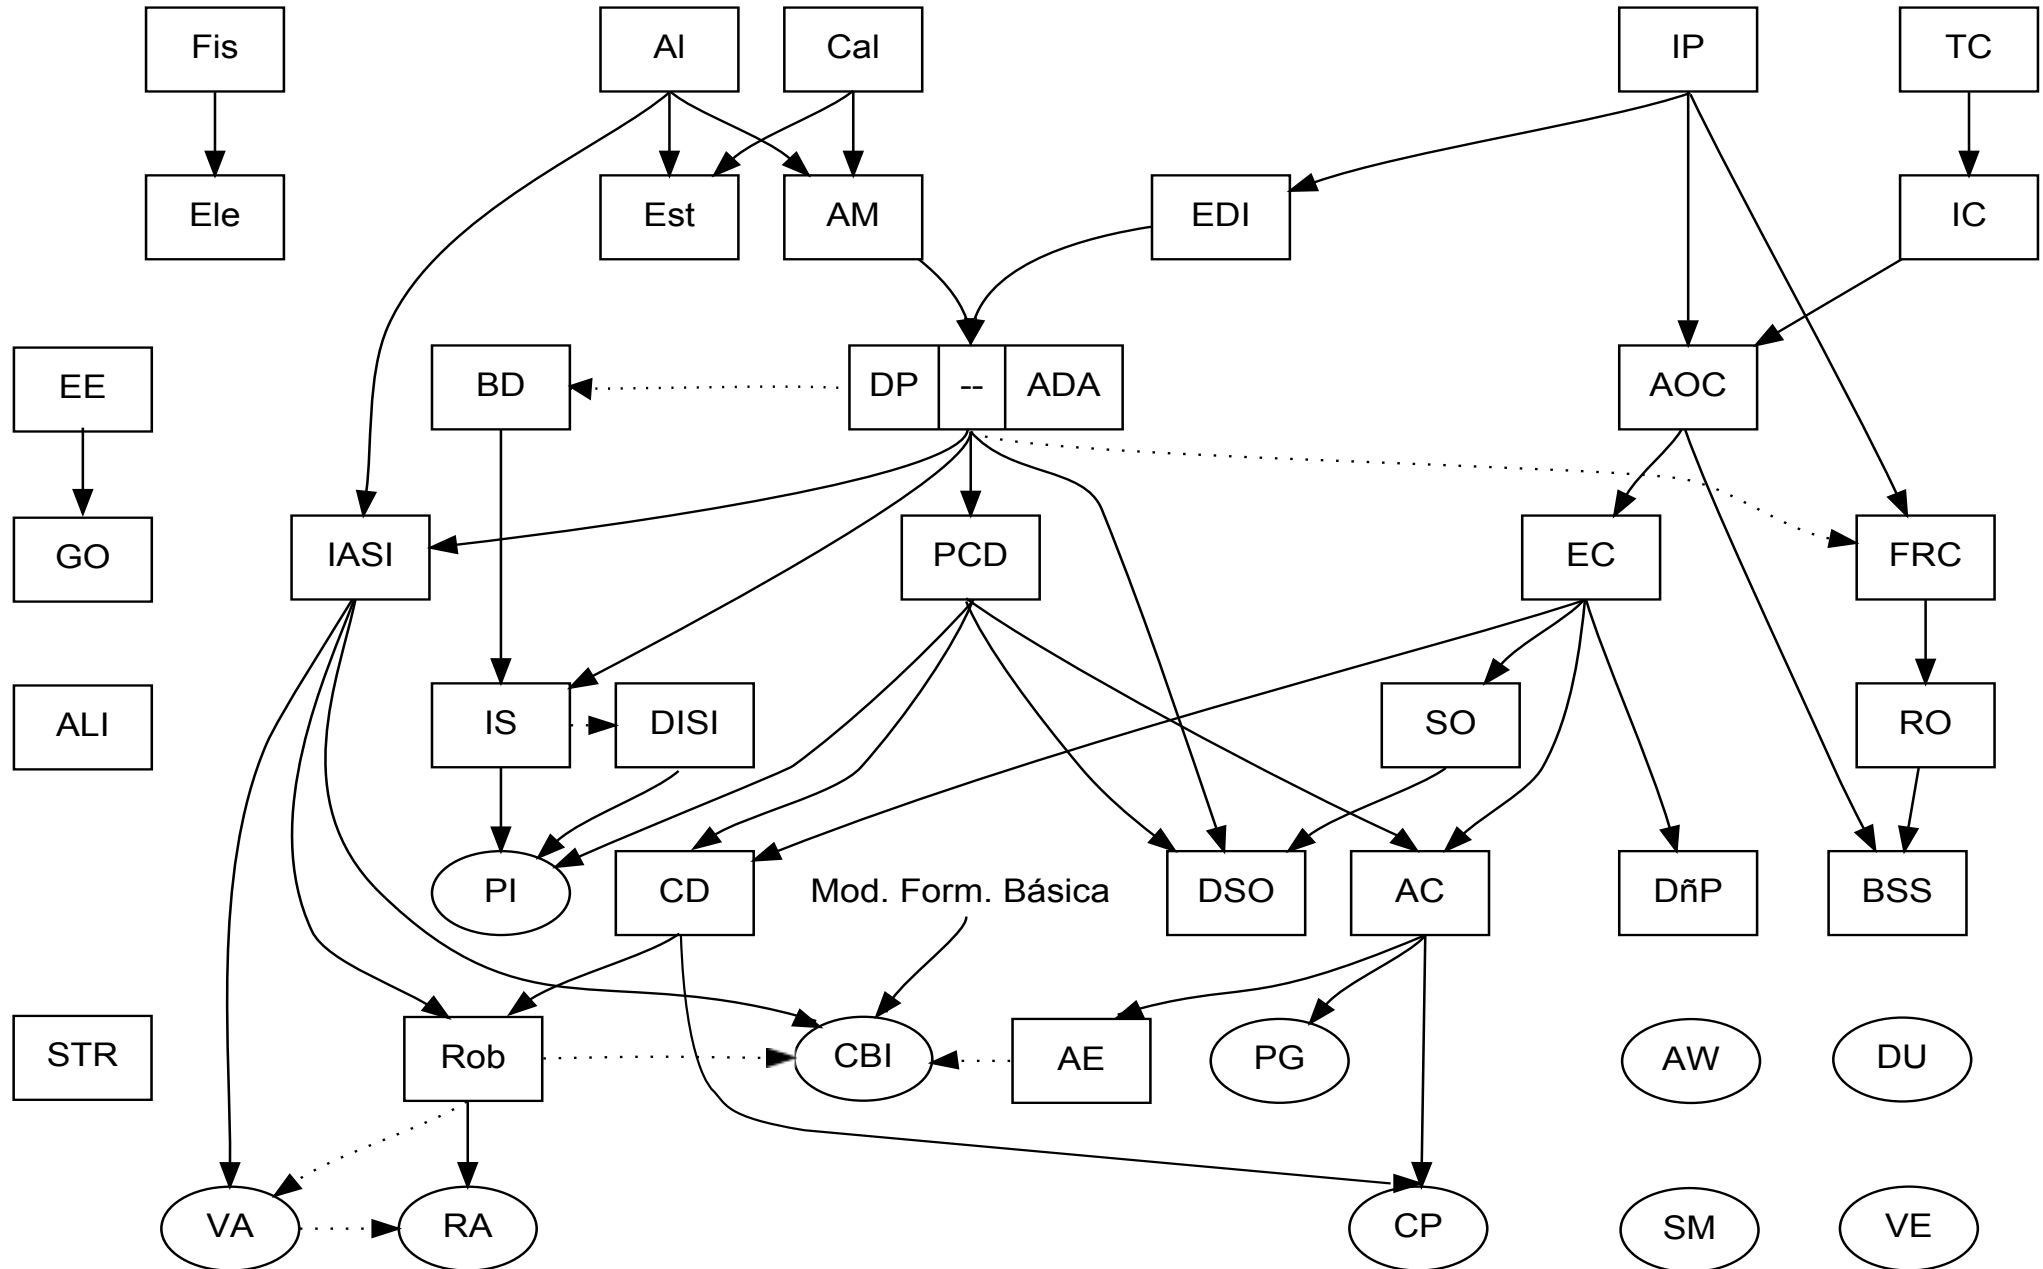 Fis
Al
Cal
IP
TC
Ele
Est
AM
EDI
IC
EE
BD
DP
--
ADA
AOC
GO
IASI
PCD
EC
FRC
ALI
IS
DISI
SO
RO
PI
CD
Mod. Form. Básica
DSO
AC
DñP
BSS
STR
Rob
CBI
AE
PG
AW
DU
VA
RA
CP
SM
VE